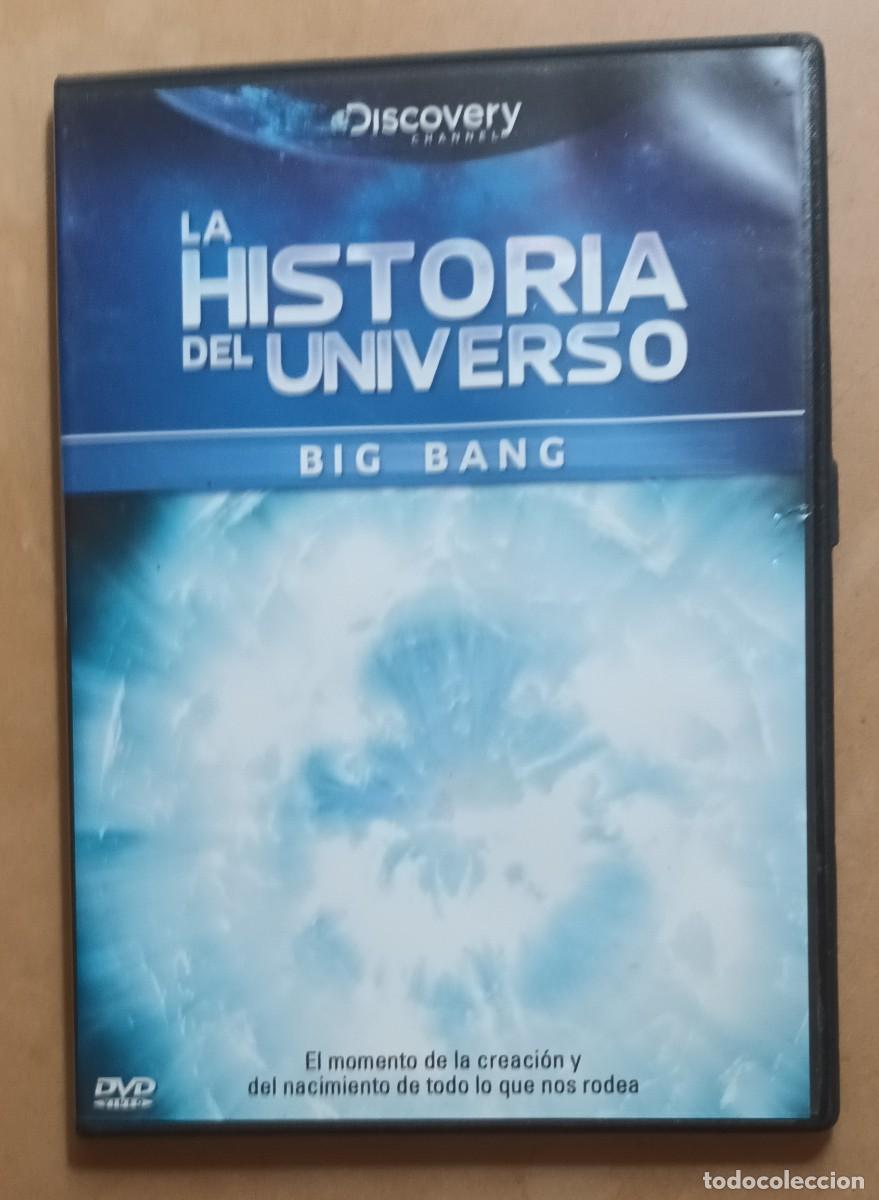 Discovery
CHANNEL
LA
HISTORIA
DEL UNIVERSO
BIG BANG
El momento de la creación y
del nacimiento de todo lo que nos rodea
DVD
VIDEO
todocoleccion